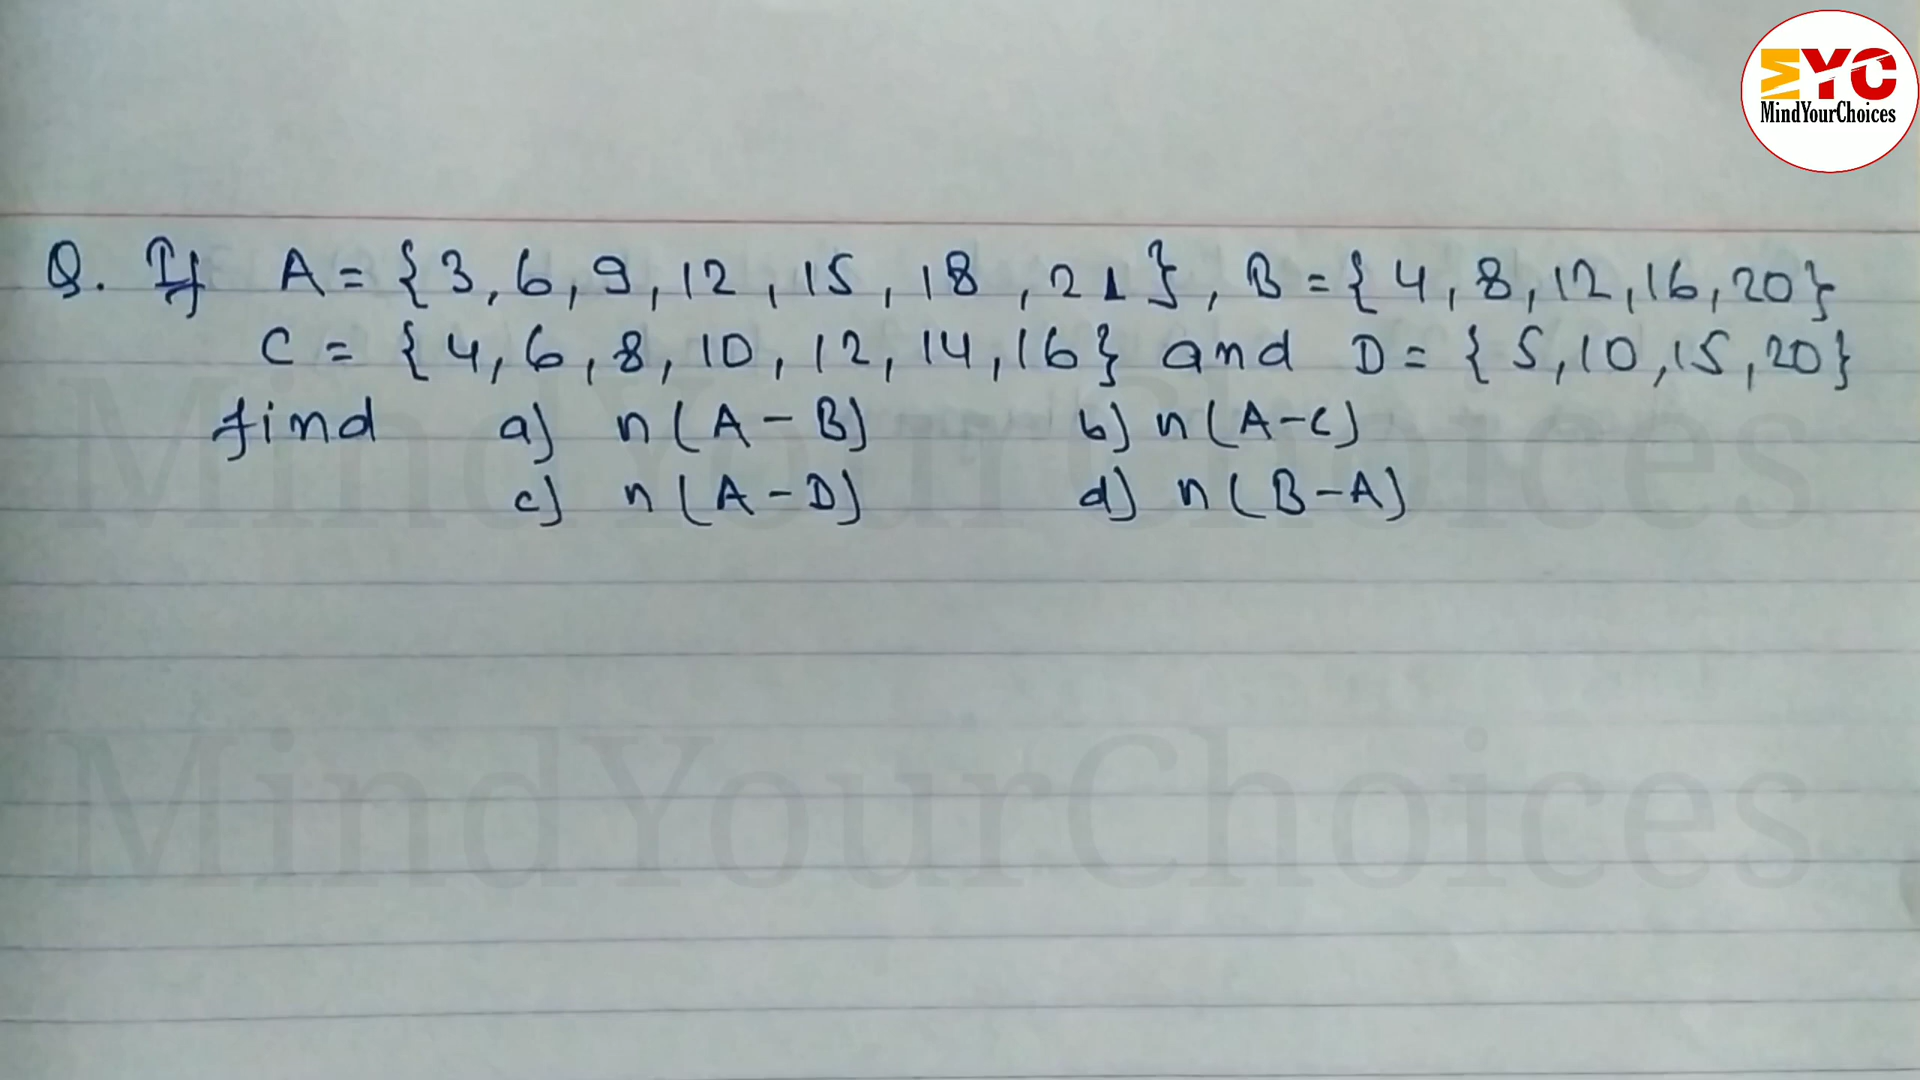 MYC
MindYourChoices
Q. If A = {3, 6, 9, 12, 15, 18, 21}, B = {4, 8, 12, 16, 20}
C = {4, 6, 8, 10, 12, 14, 16} and D = {5, 10, 15, 20}
find a) n(A - B) b) n(A - C)
c) n(A - D) d) n(B - A)
MindYourChoices
MindYourChoices